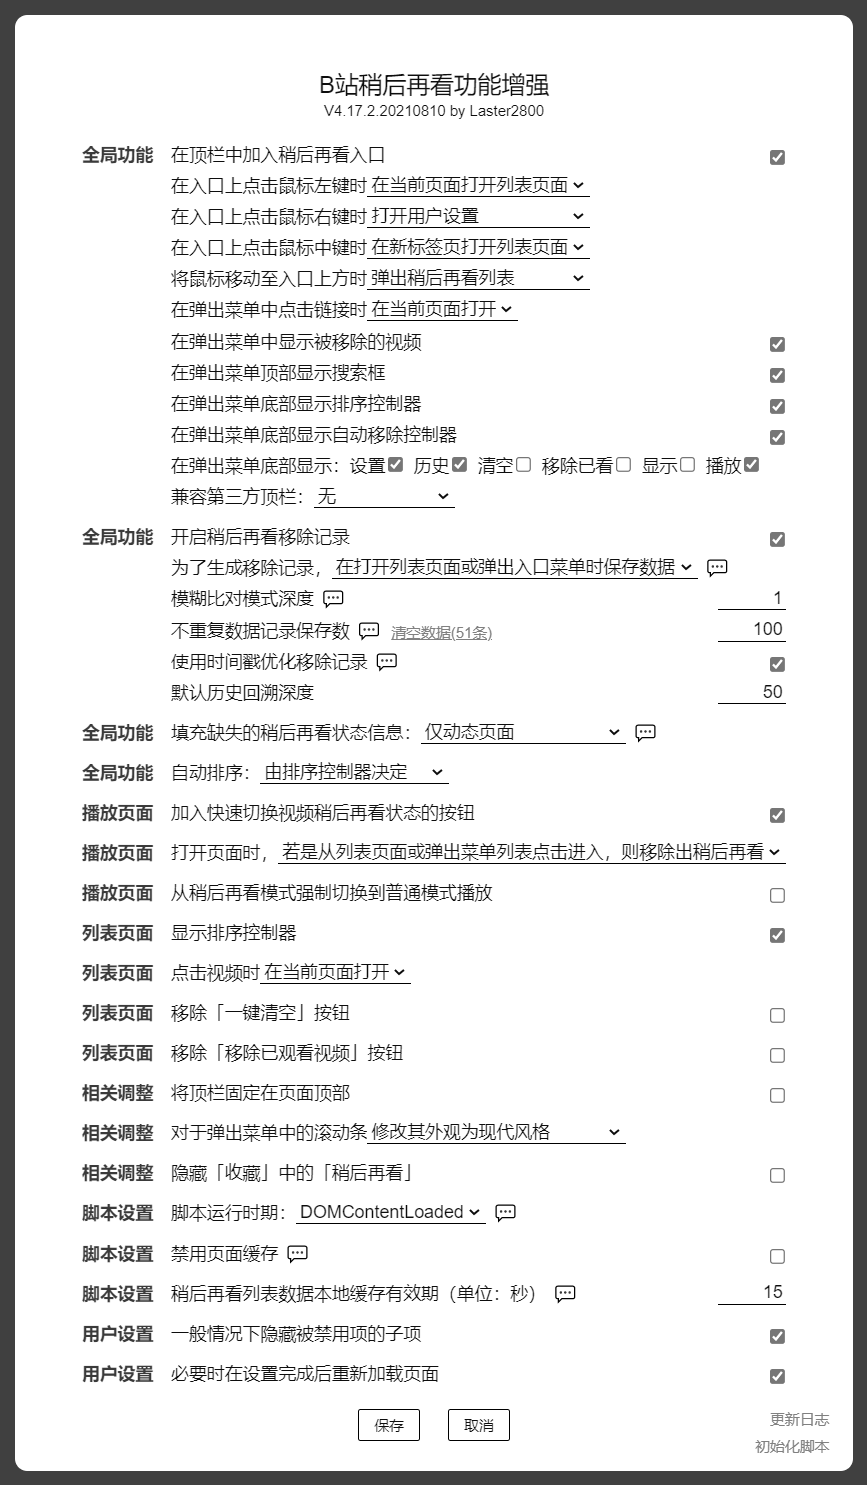 B站稍后再看功能增强
V4.17.2.20210810 by Laster2800
全局功能 在顶栏中加入稍后再看入口
在入口上点击鼠标左键时 在当前页面打开列表页面
在入口上点击鼠标右键时 打开用户设置
在入口上点击鼠标中键时 在新标签页打开列表页面
将鼠标移动至入口上方时 弹出稍后再看列表
在弹出菜单中点击链接时 在当前页面打开
在弹出菜单中显示被移除的视频
在弹出菜单顶部显示搜索框
在弹出菜单底部显示排序控制器
在弹出菜单底部显示自动移除控制器
在弹出菜单底部显示：设置 历史 清空 移除已看 显示 播放
兼容第三方顶栏：无
全局功能 开启稍后再看移除记录
为了生成移除记录，在打开列表页面或弹出入口菜单时保存数据
模糊比对模式深度 1
不重复数据记录保存数 清空数据(51条) 100
使用时间戳优化移除记录
默认历史回溯深度 50
全局功能 填充缺失的稍后再看状态信息：仅动态页面
全局功能 自动排序：由排序控制器决定
播放页面 加入快速切换视频稍后再看状态的按钮
播放页面 打开页面时，若是从列表页面或弹出菜单列表点击进入，则移除出稍后再看
播放页面 从稍后再看模式强制切换到普通模式播放
列表页面 显示排序控制器
列表页面 点击视频时 在当前页面打开
列表页面 移除「一键清空」按钮
列表页面 移除「移除已观看视频」按钮
相关调整 将顶栏固定在页面顶部
相关调整 对于弹出菜单中的滚动条 修改其外观为现代风格
相关调整 隐藏「收藏」中的「稍后再看」
脚本设置 脚本运行时期：DOMContentLoaded
脚本设置 禁用页面缓存
脚本设置 稍后再看列表数据本地缓存有效期（单位：秒） 15
用户设置 一般情况下隐藏被禁用项的子项
用户设置 必要时在设置完成后重新加载页面
保存 取消
更新日志
初始化脚本